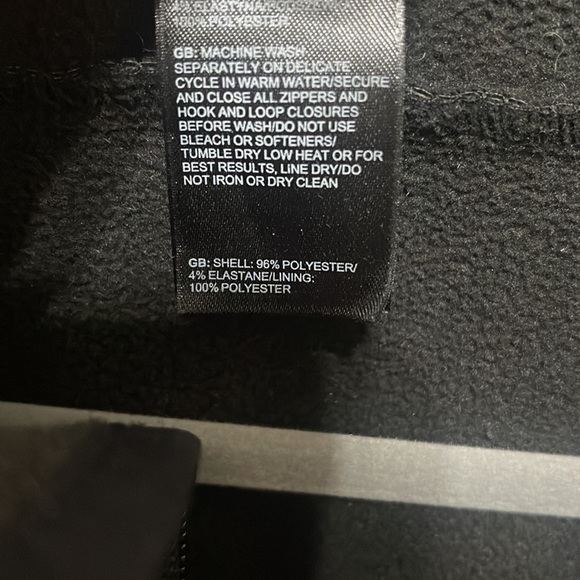 100% POLYESTER
GB: MACHINE WASH
SEPARATELY ON DELICATE
CYCLE IN WARM WATER/SECURE
AND CLOSE ALL ZIPPERS AND
HOOK AND LOOP CLOSURES
BEFORE WASH/DO NOT USE
BLEACH OR SOFTENERS/
TUMBLE DRY LOW HEAT OR FOR
BEST RESULTS, LINE DRY/DO
NOT IRON OR DRY CLEAN
GB: SHELL: 96% POLYESTER/
4% ELASTANE/LINING:
100% POLYESTER